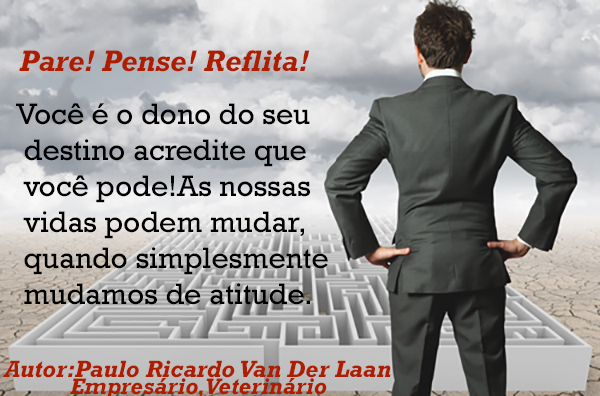 Pare! Pense! Reflita!
Você é o dono do seu
destino acredite que
você pode!As nossas
vidas podem mudar,
quando simplesmente
mudamos de atitude.
Autor:Paulo Ricardo Van Der Laan
Empresário,Veterinário